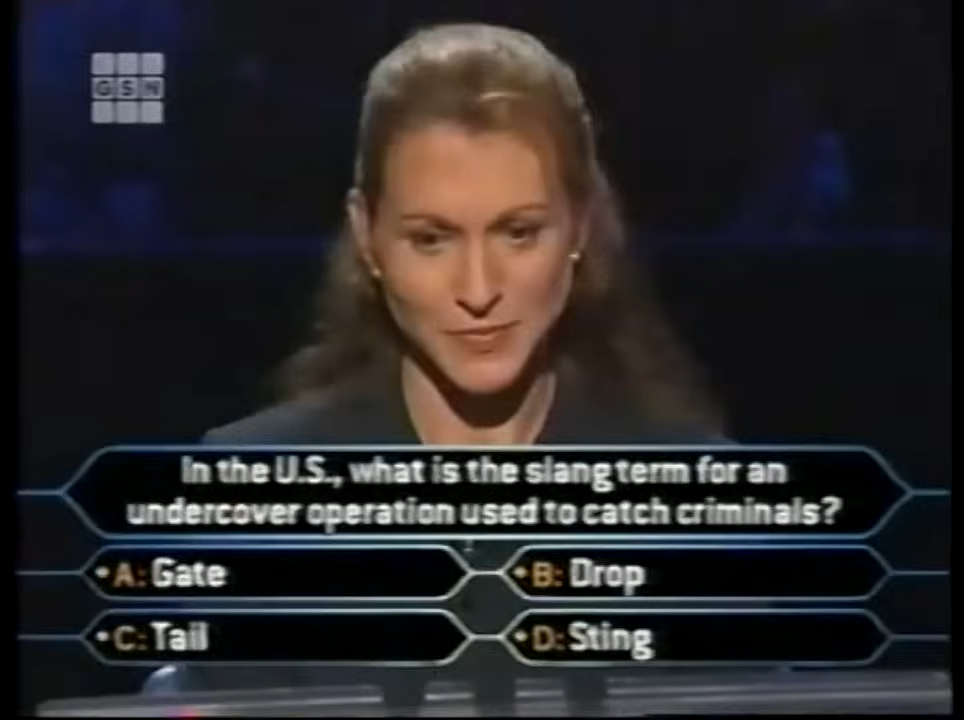 GSN
In the U.S., what is the slang term for an
undercover operation used to catch criminals?
A: Gate
B: Drop
C: Tail
D: Sting